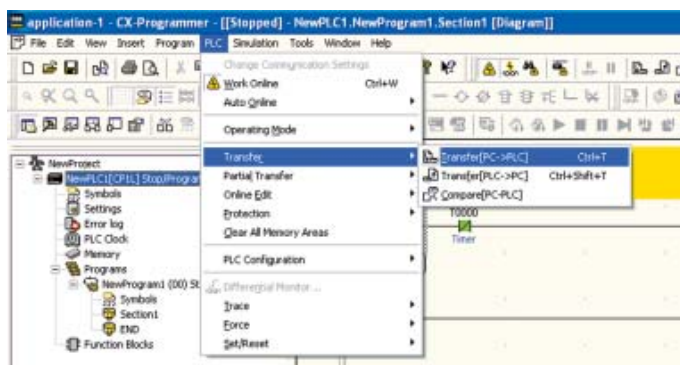 application-1 - CX-Programmer - [[Stopped] - NewPLC1.NewProgram1.Section1 [Diagram]]
File Edit View Insert Program PLC Simulation Tools Window Help
Change Communication Settings
Work Online Ctrl+W
Auto Online
Operating Mode
Transfer
Transfer[PC->PLC] Ctrl+T
Partial Transfer
Transfer[PLC->PC] Ctrl+Shift+T
Online Edit
Compare[PC-PLC]
Protection
Clear All Memory Areas
PLC Configuration
Differential Monitor ...
Trace
Force
Set/Reset
NewProject
NewPLC1[CP1L] Stop/Program
Symbols
Settings
Error log
PLC Clock
Memory
Programs
NewProgram1 (00) St
Symbols
Section1
END
Function Blocks
T0000
Timer